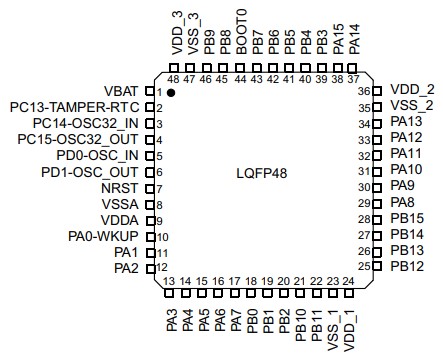 VDD_3
VSS_3
PB9
PB8
BOOT0
PB7
PB6
PB5
PB4
PB3
PA15
PA14
48 47 46 45 44 43 42 41 40 39 38 37
VBAT 1
PC13-TAMPER-RTC 2
PC14-OSC32_IN 3
PC15-OSC32_OUT 4
PD0-OSC_IN 5
PD1-OSC_OUT 6
NRST 7
VSSA 8
VDDA 9
PA0-WKUP 10
PA1 11
PA2 12
LQFP48
36 VDD_2
35 VSS_2
34 PA13
33 PA12
32 PA11
31 PA10
30 PA9
29 PA8
28 PB15
27 PB14
26 PB13
25 PB12
13 14 15 16 17 18 19 20 21 22 23 24
PA3
PA4
PA5
PA6
PA7
PB0
PB1
PB2
PB10
PB11
VSS_1
VDD_1